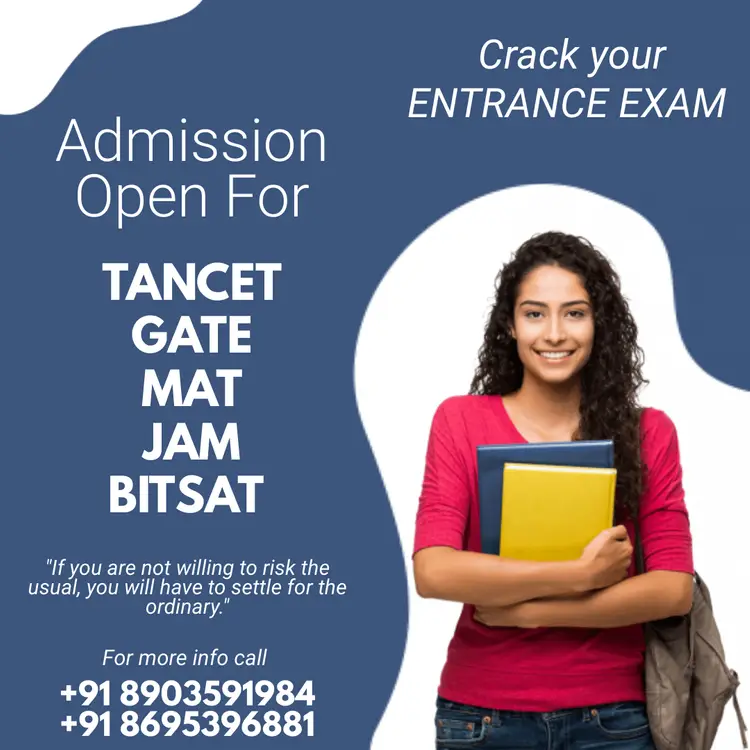 Crack your
ENTRANCE EXAM
Admission
Open For
TANCET
GATE
MAT
JAM
BITSAT
"If you are not willing to risk the
usual, you will have to settle for the
ordinary."
For more info call
+91 8903591984
+91 8695396881